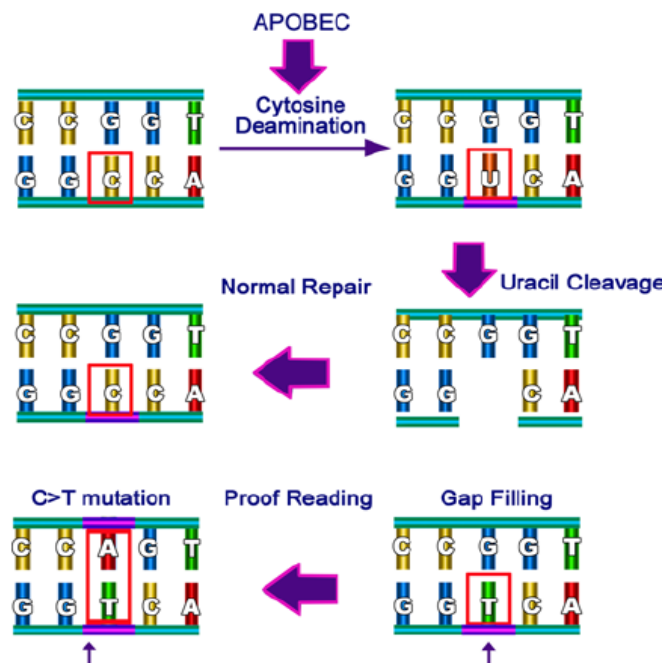 APOBEC
Cytosine
Deamination
C C G G T
G G C C A
C C G G T
G G U C A
Normal Repair
Uracil Cleavage
C C G G T
G G C C A
C C G G T
G G C A
C>T mutation
Proof Reading
Gap Filling
C C A G T
G G T C A
C C G G T
G G T C A